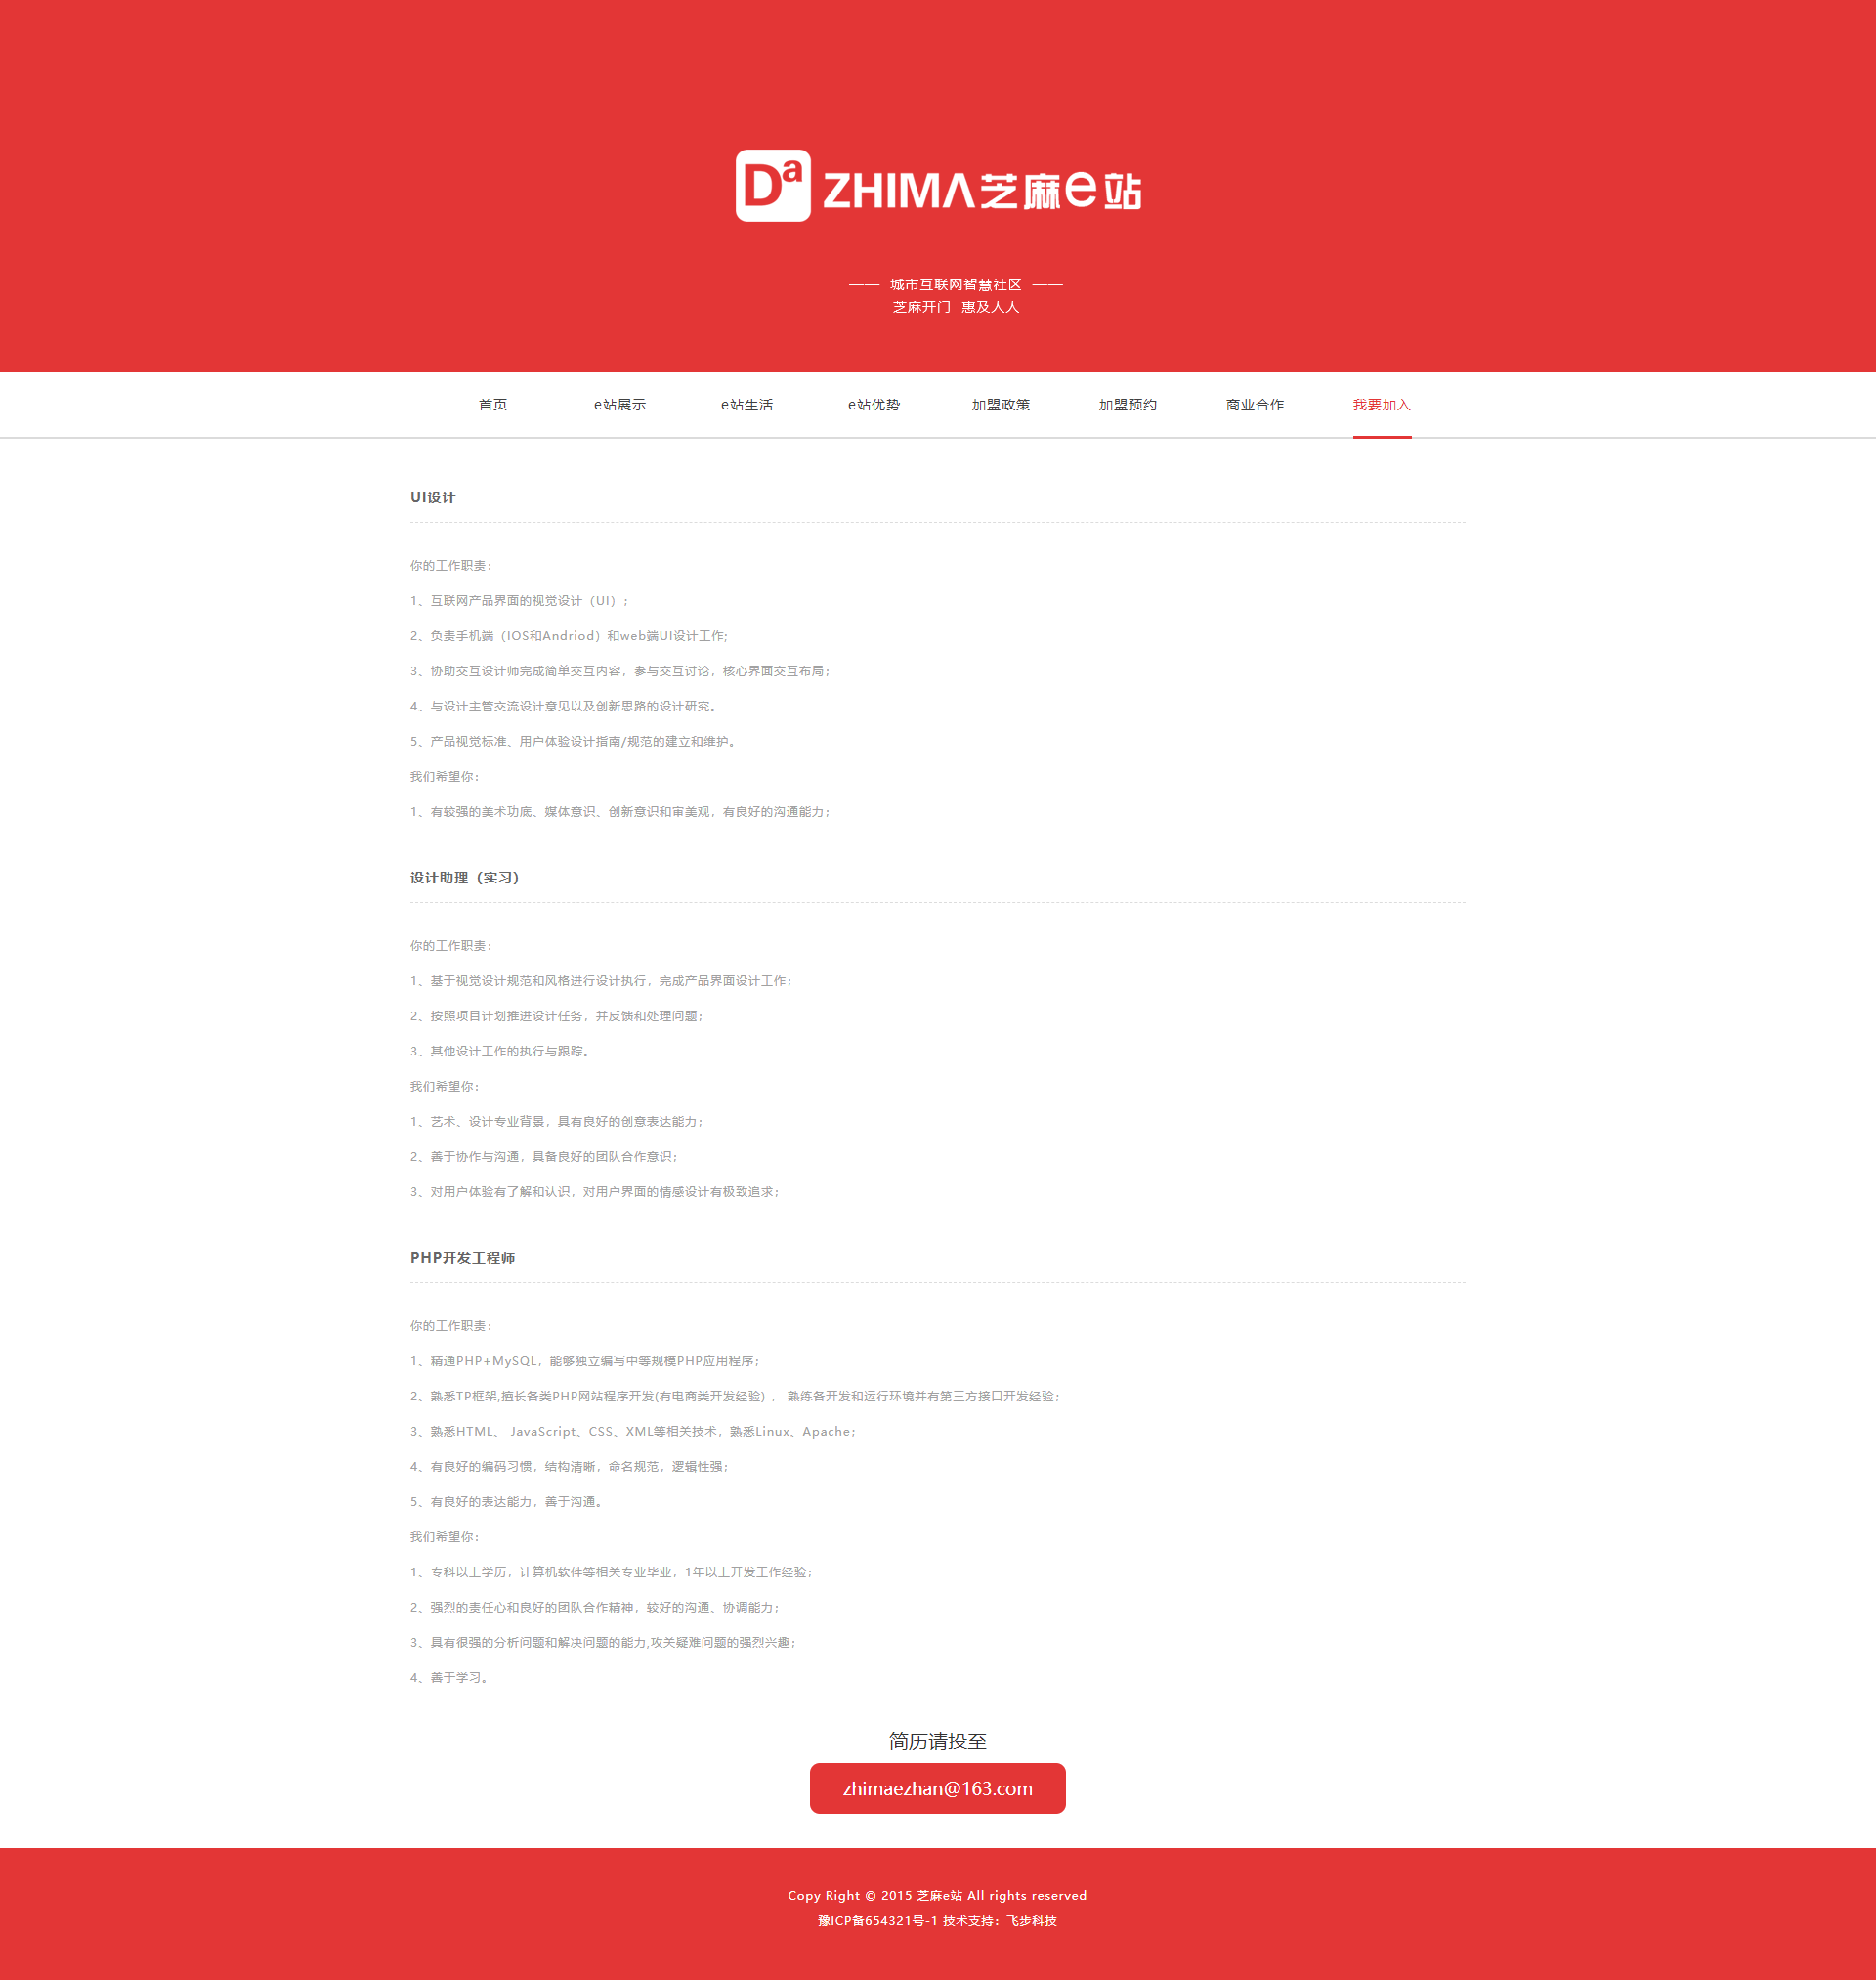 Da ZHIMA芝麻e站
—— 城市互联网智慧社区 ——
芝麻开门 惠及人人
首页 e站展示 e站生活 e站优势 加盟政策 加盟预约 商业合作 我要加入
UI设计
你的工作职责：
1、互联网产品界面的视觉设计（UI）；
2、负责手机端（IOS和Andriod）和web端UI设计工作;
3、协助交互设计师完成简单交互内容，参与交互讨论，核心界面交互布局；
4、与设计主管交流设计意见以及创新思路的设计研究。
5、产品视觉标准、用户体验设计指南/规范的建立和维护。
我们希望你：
1、有较强的美术功底、媒体意识、创新意识和审美观，有良好的沟通能力；
设计助理（实习）
你的工作职责：
1、基于视觉设计规范和风格进行设计执行，完成产品界面设计工作；
2、按照项目计划推进设计任务，并反馈和处理问题；
3、其他设计工作的执行与跟踪。
我们希望你：
1、艺术、设计专业背景，具有良好的创意表达能力；
2、善于协作与沟通，具备良好的团队合作意识；
3、对用户体验有了解和认识，对用户界面的情感设计有极致追求；
PHP开发工程师
你的工作职责：
1、精通PHP+MySQL，能够独立编写中等规模PHP应用程序；
2、熟悉TP框架,擅长各类PHP网站程序开发(有电商类开发经验) ， 熟练各开发和运行环境并有第三方接口开发经验；
3、熟悉HTML、 JavaScript、CSS、XML等相关技术，熟悉Linux、Apache；
4、有良好的编码习惯，结构清晰，命名规范，逻辑性强；
5、有良好的表达能力，善于沟通。
我们希望你：
1、专科以上学历，计算机软件等相关专业毕业，1年以上开发工作经验；
2、强烈的责任心和良好的团队合作精神，较好的沟通、协调能力；
3、具有很强的分析问题和解决问题的能力,攻关疑难问题的强烈兴趣；
4、善于学习。
简历请投至
zhimaezhan@163.com
Copy Right © 2015 芝麻e站 All rights reserved
豫ICP备654321号-1 技术支持：飞步科技